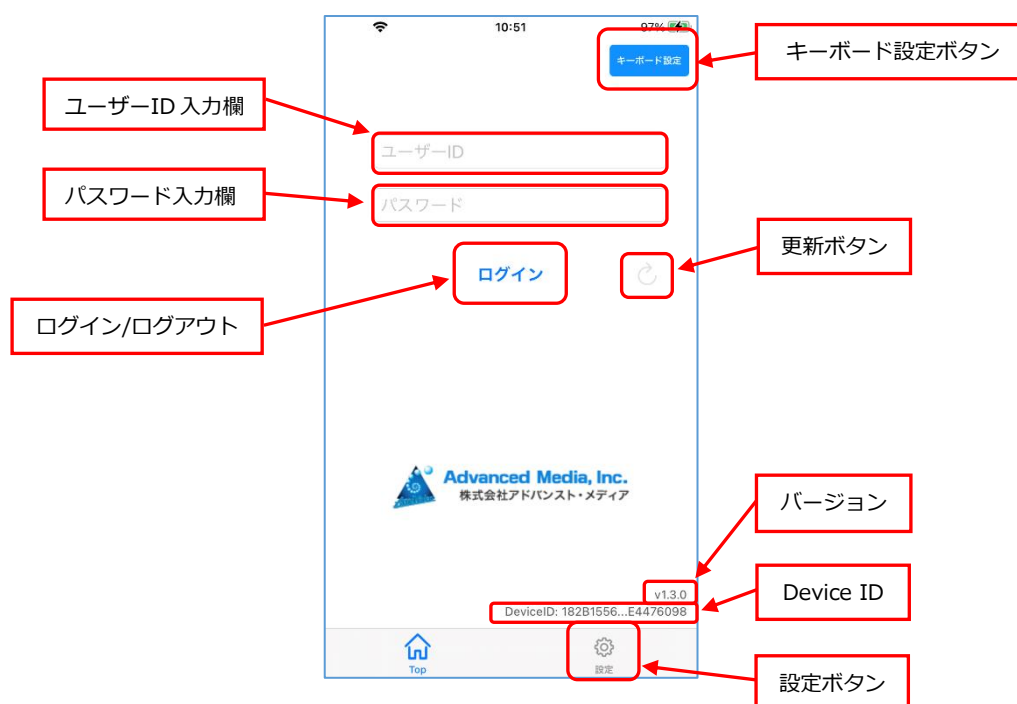 10:51
97%
キーボード設定
キーボード設定ボタン
ユーザーID 入力欄
ユーザーID
パスワード入力欄
パスワード
更新ボタン
ログイン
ログイン/ログアウト
Advanced Media, Inc.
株式会社アドバンスト・メディア
バージョン
v1.3.0
Device ID
DeviceID: 182B1556...E4476098
Top
設定
設定ボタン